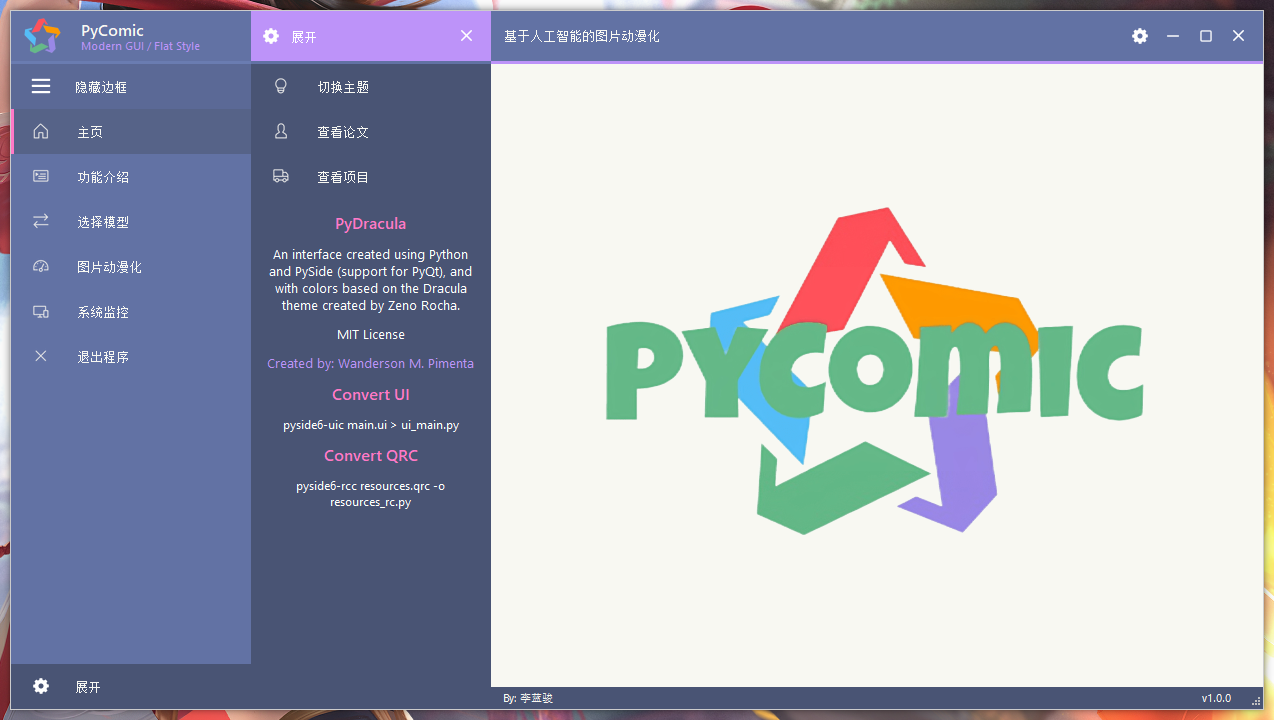 PyComic
Modern GUI / Flat Style
隐藏边框
主页
功能介绍
选择模型
图片动漫化
系统监控
退出程序
展开
展开
切换主题
查看论文
查看项目
PyDracula
An interface created using Python
and PySide (support for PyQt), and
with colors based on the Dracula
theme created by Zeno Rocha.
MIT License
Created by: Wanderson M. Pimenta
Convert UI
pyside6-uic main.ui > ui_main.py
Convert QRC
pyside6-rcc resources.qrc -o
resources_rc.py
基于人工智能的图片动漫化
PYCOMIC
By: 李蓝骏
v1.0.0